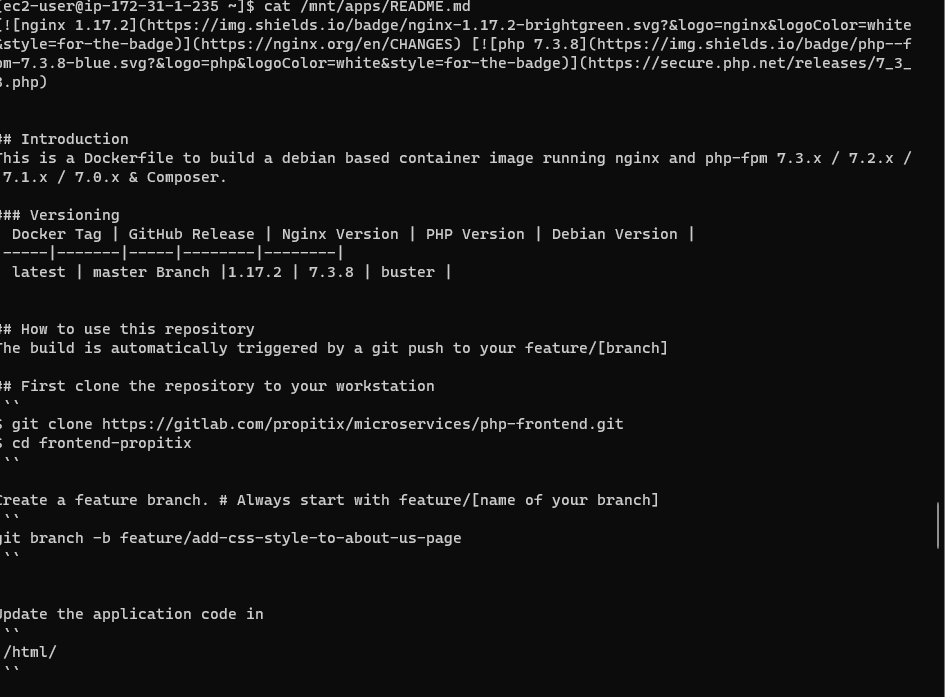 [ec2-user@ip-172-31-1-235 ~]$ cat /mnt/apps/README.md
[![nginx 1.17.2](https://img.shields.io/badge/nginx-1.17.2-brightgreen.svg?&logo=nginx&logoColor=white
&style=for-the-badge)](https://nginx.org/en/CHANGES) [![php 7.3.8](https://img.shields.io/badge/php--f
pm-7.3.8-blue.svg?&logo=php&logoColor=white&style=for-the-badge)](https://secure.php.net/releases/7_3_
8.php)
## Introduction
This is a Dockerfile to build a debian based container image running nginx and php-fpm 7.3.x / 7.2.x /
7.1.x / 7.0.x & Composer.
### Versioning
Docker Tag | GitHub Release | Nginx Version | PHP Version | Debian Version |
-----|-------|-----|--------|--------|
latest | master Branch |1.17.2 | 7.3.8 | buster |
## How to use this repository
The build is automatically triggered by a git push to your feature/[branch]
## First clone the repository to your workstation
```
$ git clone https://gitlab.com/propitix/microservices/php-frontend.git
$ cd frontend-propitix
```
Create a feature branch. # Always start with feature/[name of your branch]
```
git branch -b feature/add-css-style-to-about-us-page
```
Update the application code in
```
/html/
```